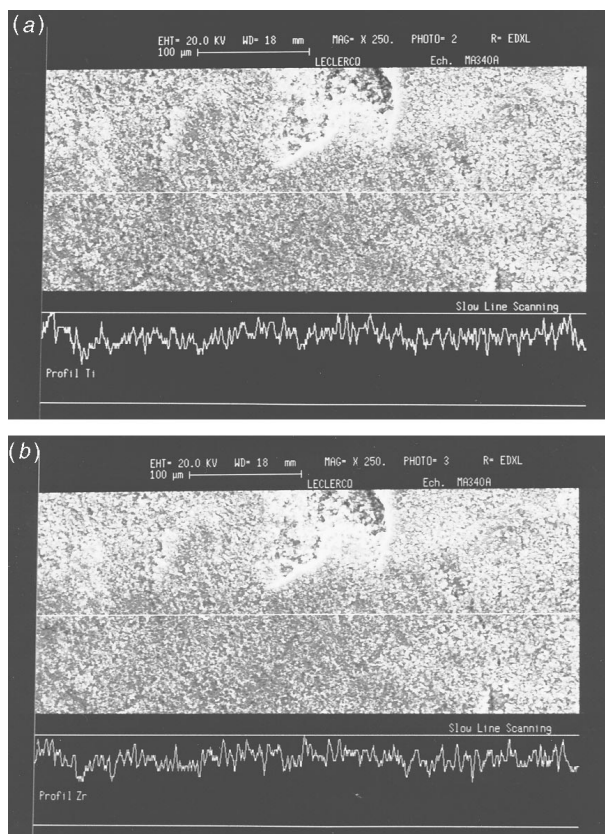 (a)
EHT= 20.0 KV WD= 18 mm MAG= X 250. PHOTO= 2 R= EDXL
100 µm
LECLERCQ Ech. MA340A
Slow Line Scanning
Profil Ti
(b)
EHT= 20.0 KV WD= 18 mm MAG= X 250. PHOTO= 3 R= EDXL
100 µm
LECLERCQ Ech. MA340A
Slow Line Scanning
Profil Zr